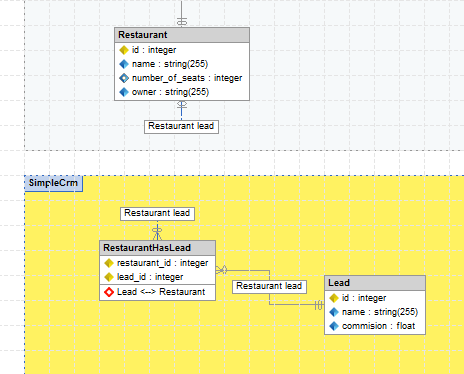 Restaurant
id : integer
name : string(255)
number_of_seats : integer
owner : string(255)
Restaurant lead
SimpleCrm
Restaurant lead
RestaurantHasLead
restaurant_id : integer
lead_id : integer
Lead <--> Restaurant
Restaurant lead
Lead
id : integer
name : string(255)
commision : float